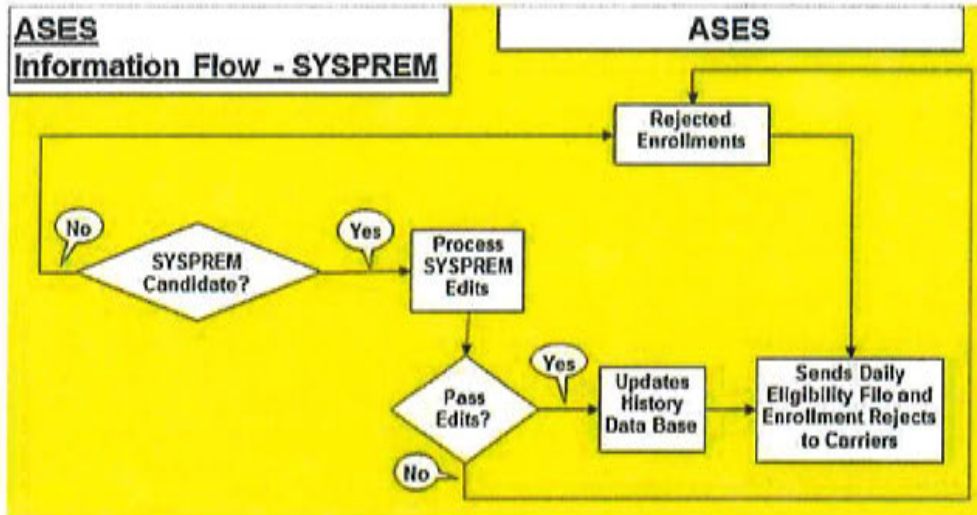 ASES
Information Flow - SYSPREM
ASES
Rejected
Enrollments
No
SYSPREM
Candidate?
Yes
Process
SYSPREM
Edits
Pass
Edits?
Yes
Updates
History
Data Base
Sends Daily
Eligibility File and
Enrollment Rejects
to Carriers
No